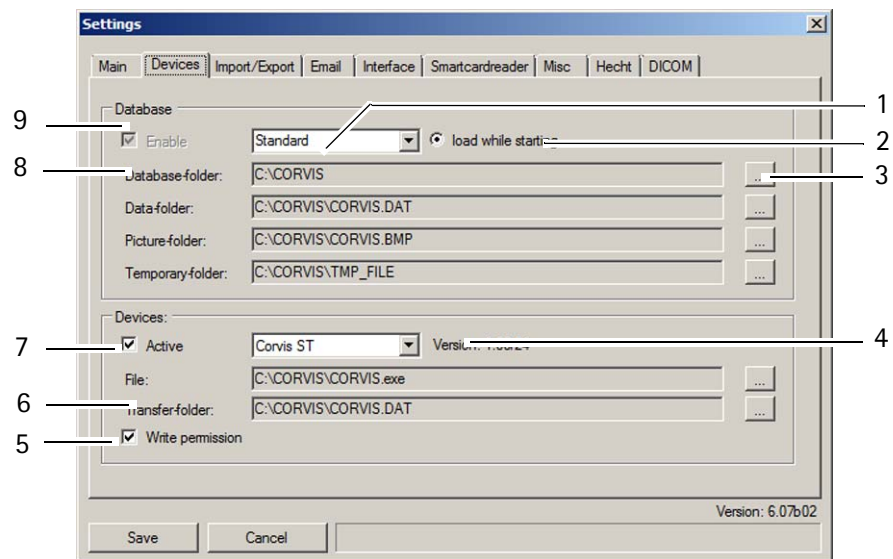 Settings
Main Devices Import/Export Email Interface Smartcardreader Misc Hecht DICOM
Database
1
9
Enable Standard load while starting
2
8
Database-folder: C:\CORVIS ...
3
Data-folder: C:\CORVIS\CORVIS.DAT ...
Picture-folder: C:\CORVIS\CORVIS.BMP ...
Temporary-folder: C:\CORVIS\TMP_FILE ...
Devices:
7 Active Corvis ST Version: 4
File: C:\CORVIS\CORVIS.exe ...
6
Transfer-folder: C:\CORVIS\CORVIS.DAT ...
5 Write permission
Version: 6.07b02
Save Cancel